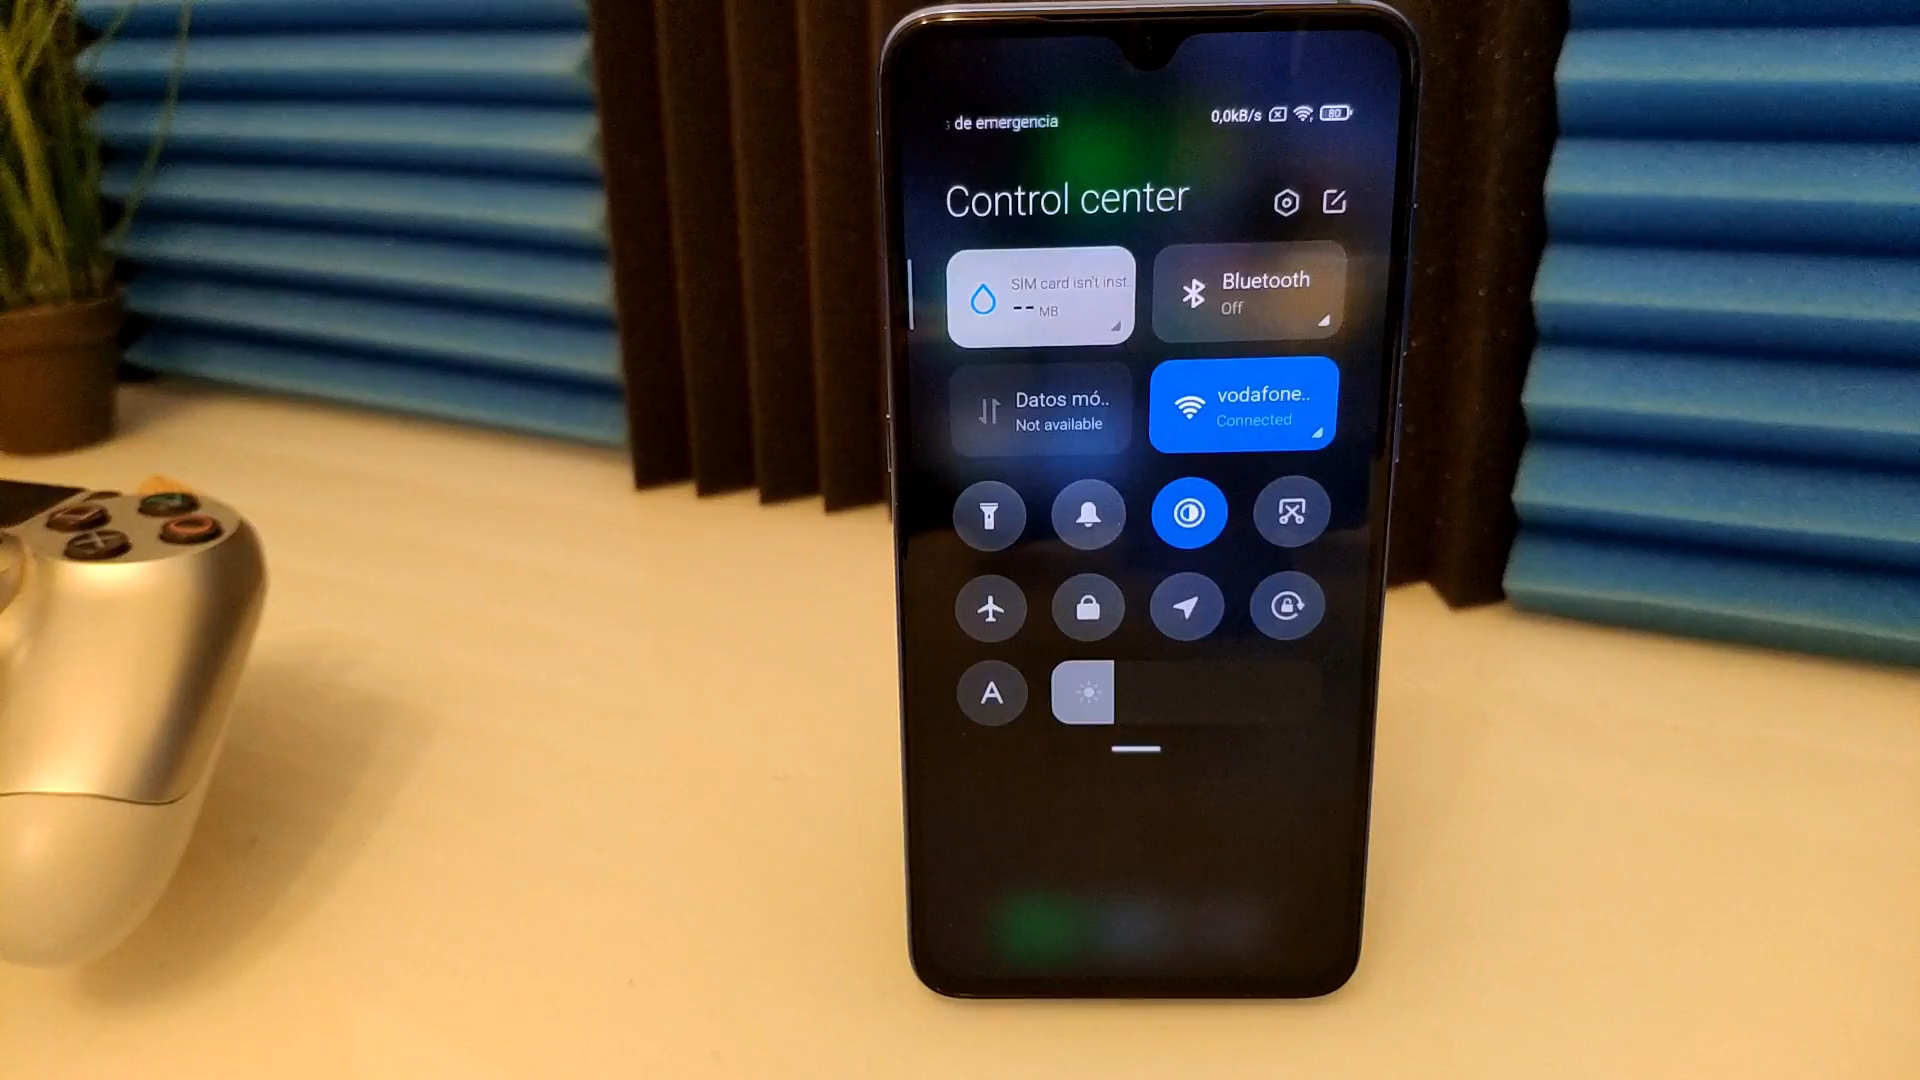 de emergencia
0,0kB/s 80
Control center
SIM card isn't inst..
-- MB
Bluetooth
Off
Datos mó..
Not available
vodafone..
Connected
A